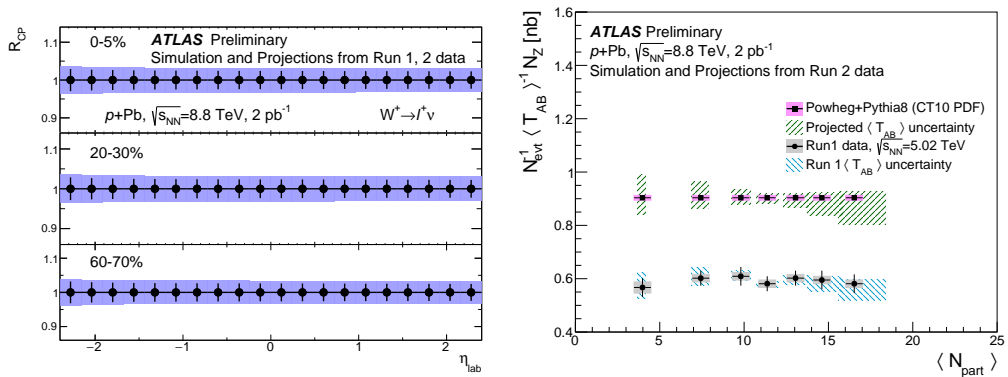 R_CP
1.1
1
0.9
0-5%
ATLAS Preliminary
Simulation and Projections from Run 1, 2 data
p+Pb, √s_NN=8.8 TeV, 2 pb⁻¹
W⁺→l⁺ν
1.1
1
0.9
20-30%
1.1
1
0.9
60-70%
−2 −1 0 1 2
η_lab
N_evt⁻¹ ⟨ T_AB ⟩⁻¹ N_Z [nb]
1.6
1.4
1.2
1
0.8
0.6
0.4
ATLAS Preliminary
p+Pb, √s_NN=8.8 TeV, 2 pb⁻¹
Simulation and Projections from Run 2 data
Powheg+Pythia8 (CT10 PDF)
Projected ⟨ T_AB ⟩ uncertainty
Run1 data, √s_NN=5.02 TeV
Run 1 ⟨ T_AB ⟩ uncertainty
0 5 10 15 20 25
⟨ N_part ⟩